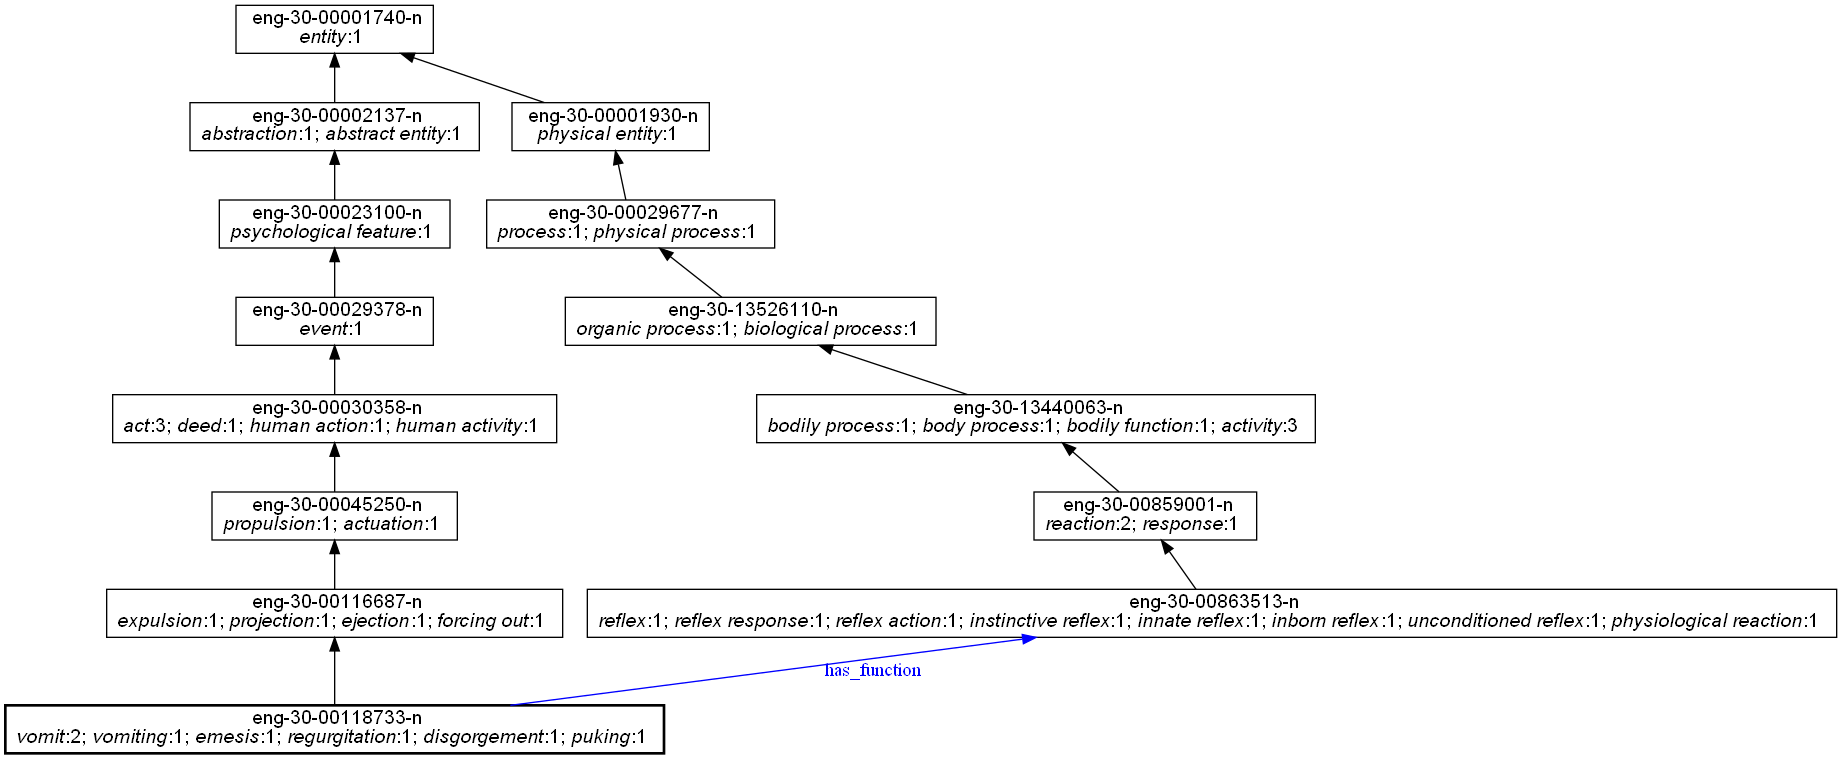 eng-30-00001740-n
entity:1
eng-30-00002137-n
abstraction:1; abstract entity:1
eng-30-00001930-n
physical entity:1
eng-30-00023100-n
psychological feature:1
eng-30-00029677-n
process:1; physical process:1
eng-30-00029378-n
event:1
eng-30-13526110-n
organic process:1; biological process:1
eng-30-00030358-n
act:3; deed:1; human action:1; human activity:1
eng-30-13440063-n
bodily process:1; body process:1; bodily function:1; activity:3
eng-30-00045250-n
propulsion:1; actuation:1
eng-30-00859001-n
reaction:2; response:1
eng-30-00116687-n
expulsion:1; projection:1; ejection:1; forcing out:1
eng-30-00863513-n
reflex:1; reflex response:1; reflex action:1; instinctive reflex:1; innate reflex:1; inborn reflex:1; unconditioned reflex:1; physiological reaction:1
has_function
eng-30-00118733-n
vomit:2; vomiting:1; emesis:1; regurgitation:1; disgorgement:1; puking:1